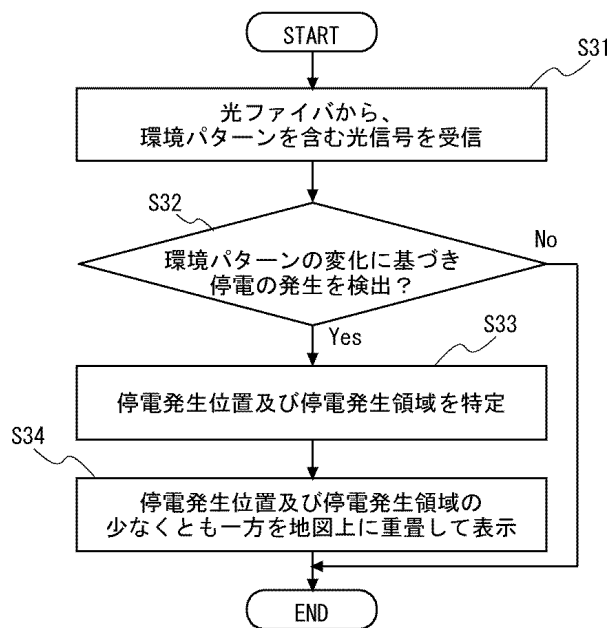 START
S31
光ファイバから、
環境パターンを含む光信号を受信
S32
環境パターンの変化に基づき
停電の発生を検出？
No
Yes
S33
停電発生位置及び停電発生領域を特定
S34
停電発生位置及び停電発生領域の
少なくとも一方を地図上に重畳して表示
END